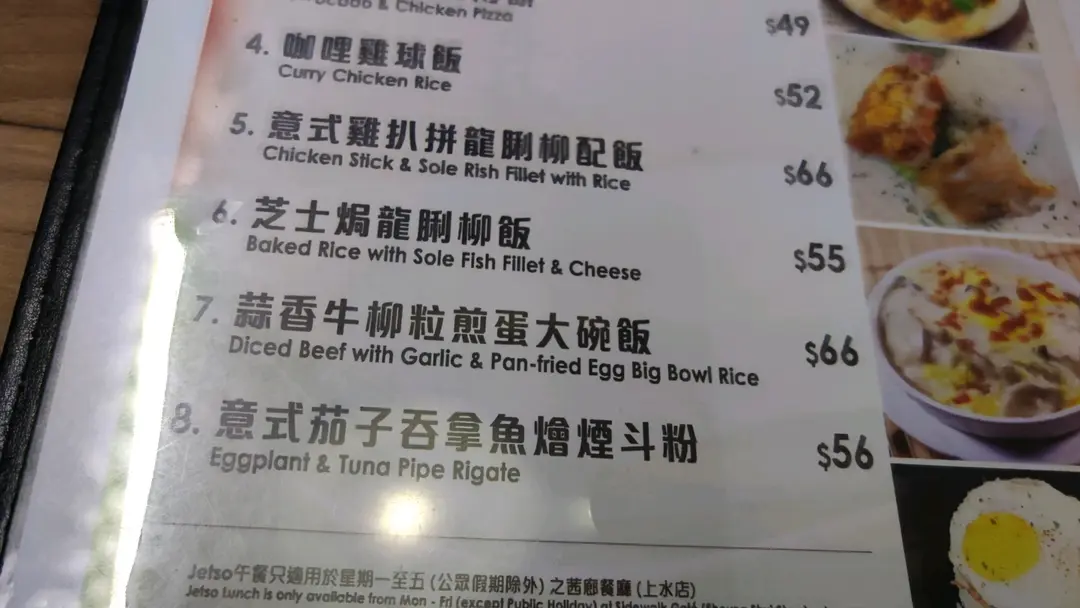 & Chicken Pizza
$49
4. 咖哩雞球飯
Curry Chicken Rice
$52
5. 意式雞扒拼龍脷柳配飯
Chicken Stick & Sole Rish Fillet with Rice
$66
6. 芝士焗龍脷柳飯
Baked Rice with Sole Fish Fillet & Cheese
$55
7. 蒜香牛柳粒煎蛋大碗飯
Diced Beef with Garlic & Pan-fried Egg Big Bowl Rice
$66
8. 意式茄子吞拿魚燴煙斗粉
Eggplant & Tuna Pipe Rigate
$56
Jetso午餐只適用於星期一至五 (公眾假期除外) 之茜廊餐廳 (上水店)
Jetso Lunch is only available from Mon - Fri (except Public Holiday) at Sidewalk Café